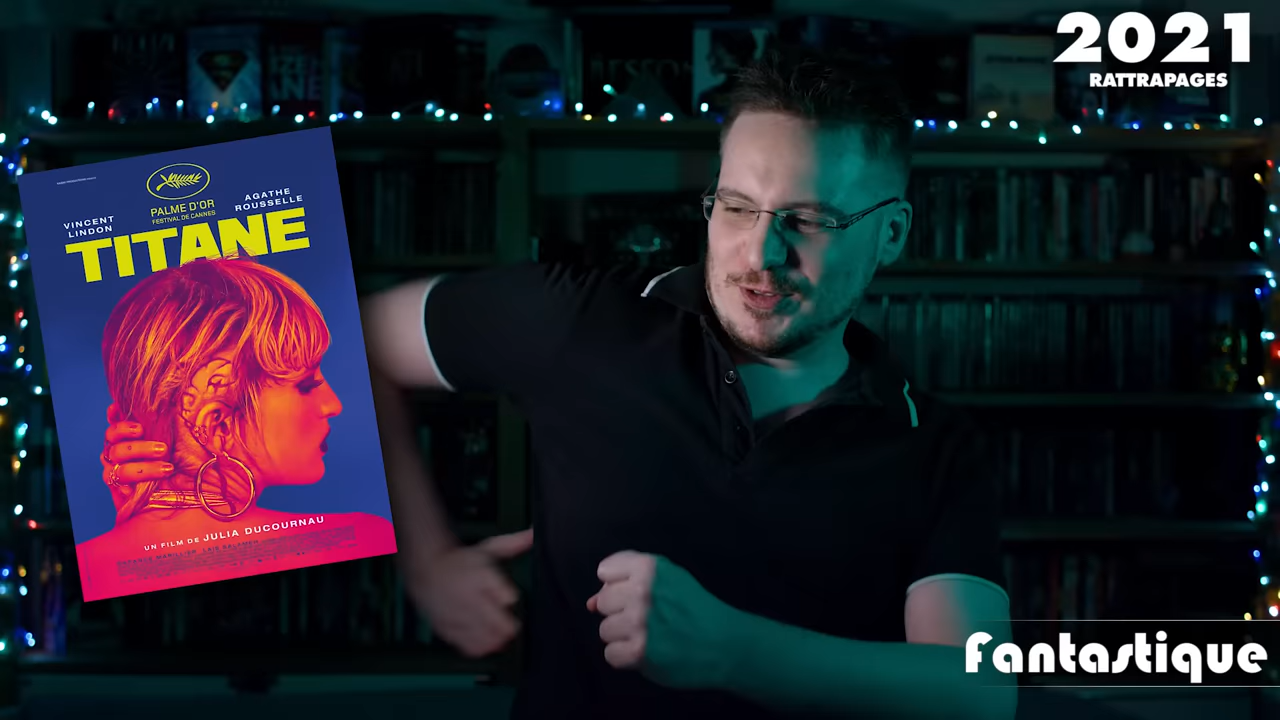 2021
RATTRAPAGES
PALME D'OR
FESTIVAL DE CANNES
VINCENT
LINDON
AGATHE
ROUSSELLE
TITANE
UN FILM DE JULIA DUCOURNAU
Fantastique